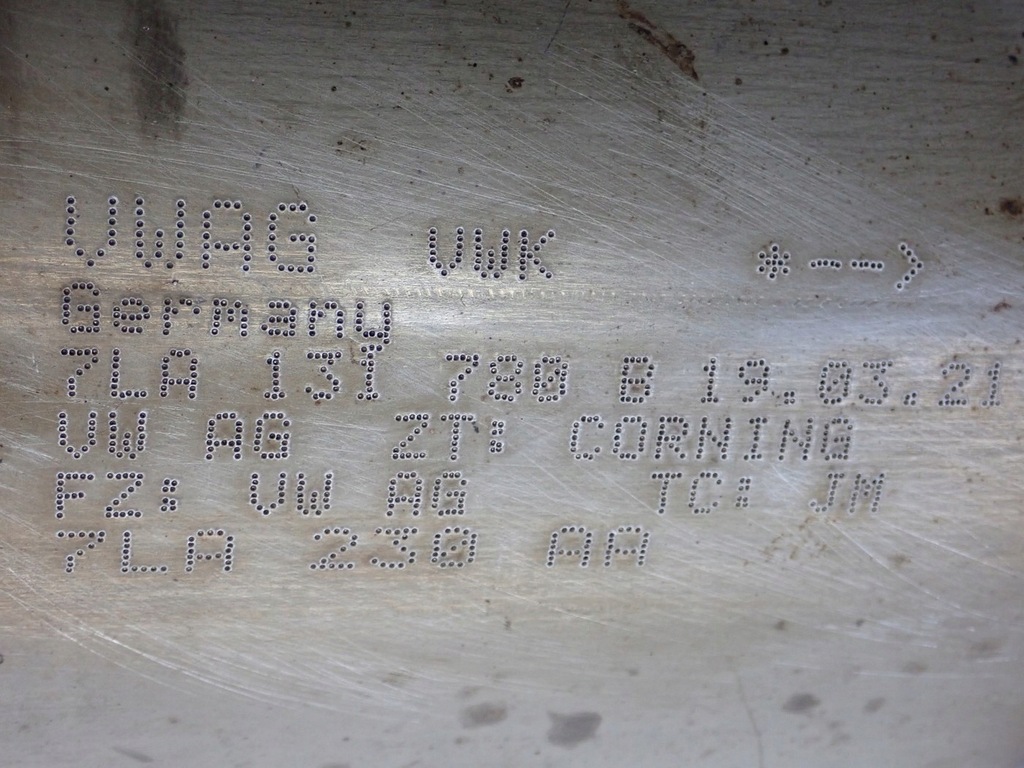 VWAG VWK *-->
Germany
7LA 131 780 B 19.03.21
VW AG ZT: CORNING
FZ: VW AG TC: JM
7LA 230 AA